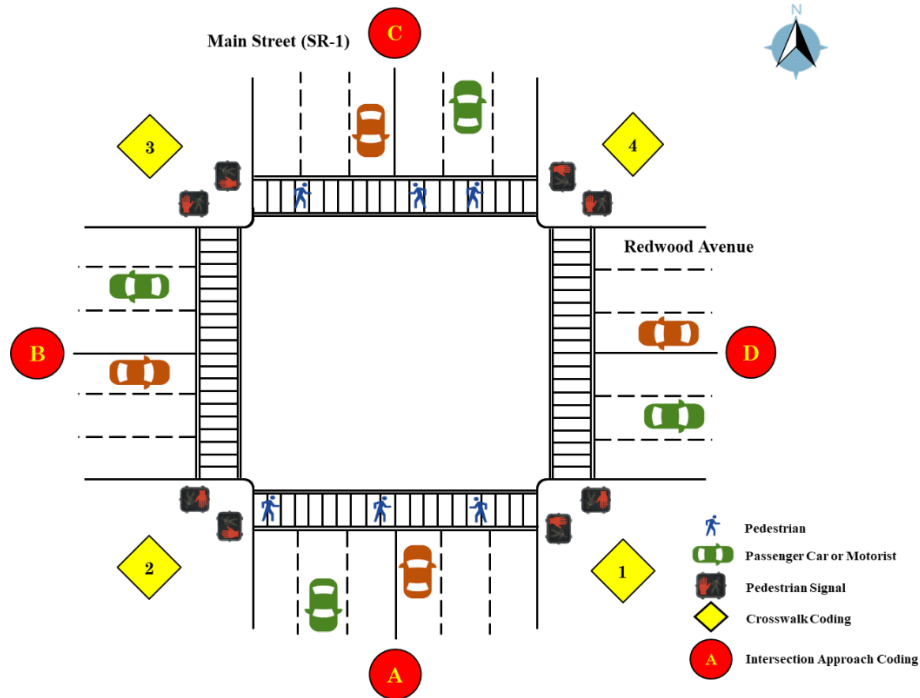 C
N
Main Street (SR-1)
3
4
Redwood Avenue
B
D
2
1
Pedestrian
Passenger Car or Motorist
Pedestrian Signal
Crosswalk Coding
A
Intersection Approach Coding
A